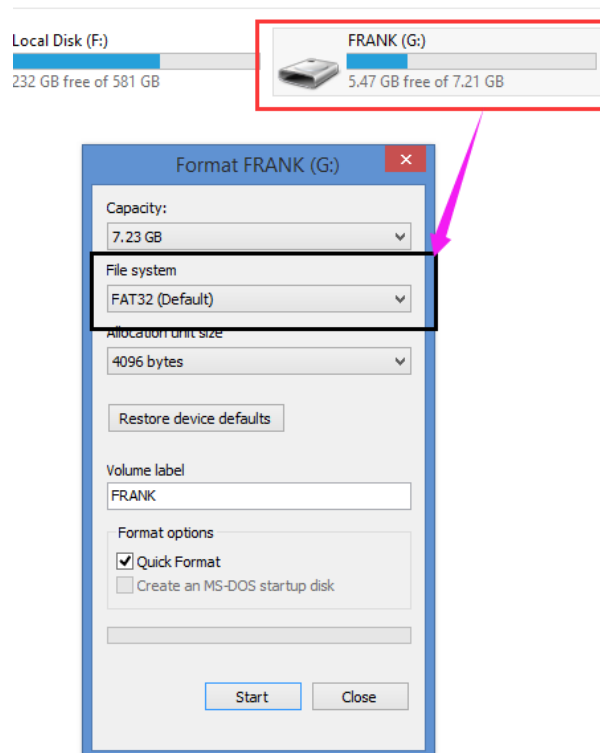 Local Disk (F:)
232 GB free of 581 GB
FRANK (G:)
5.47 GB free of 7.21 GB
Format FRANK (G:)
Capacity:
7.23 GB
File system
FAT32 (Default)
Allocation unit size
4096 bytes
Restore device defaults
Volume label
FRANK
Format options
Quick Format
Create an MS-DOS startup disk
Start
Close